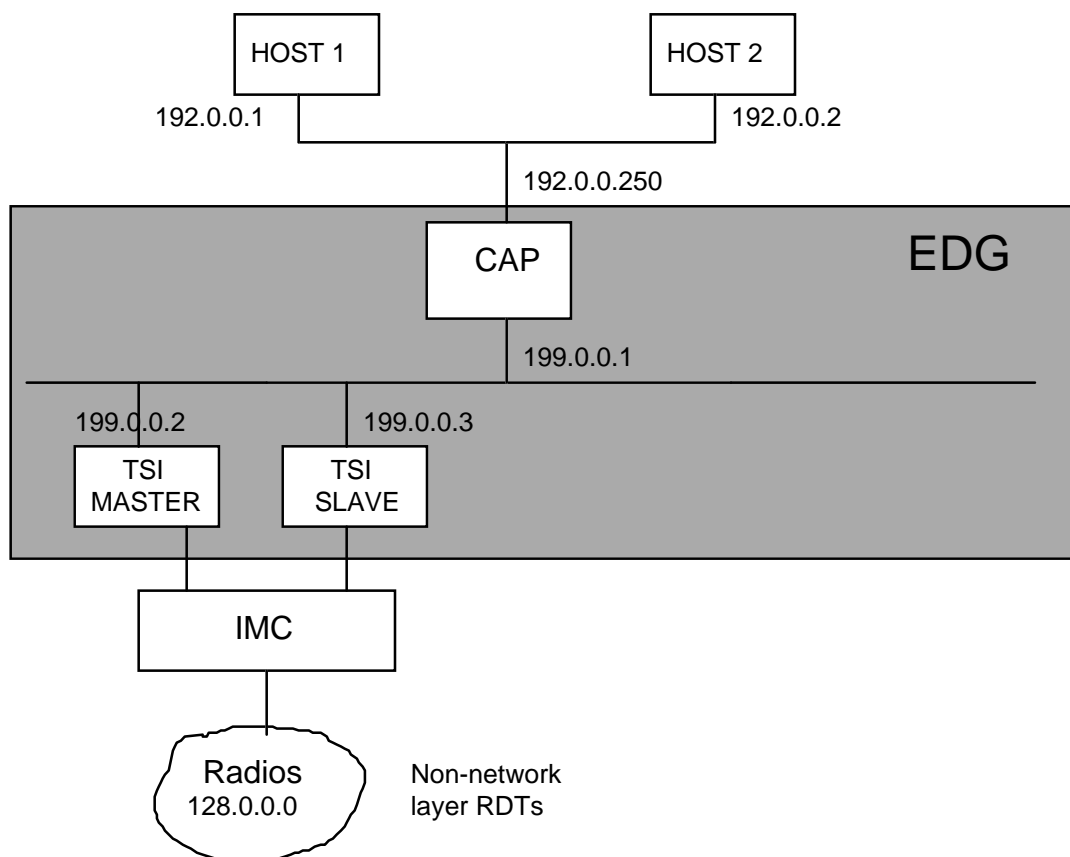 HOST 1
HOST 2
192.0.0.1
192.0.0.2
192.0.0.250
CAP
EDG
199.0.0.1
199.0.0.2
199.0.0.3
TSI
MASTER
TSI
SLAVE
IMC
Radios
128.0.0.0
Non-network
layer RDTs